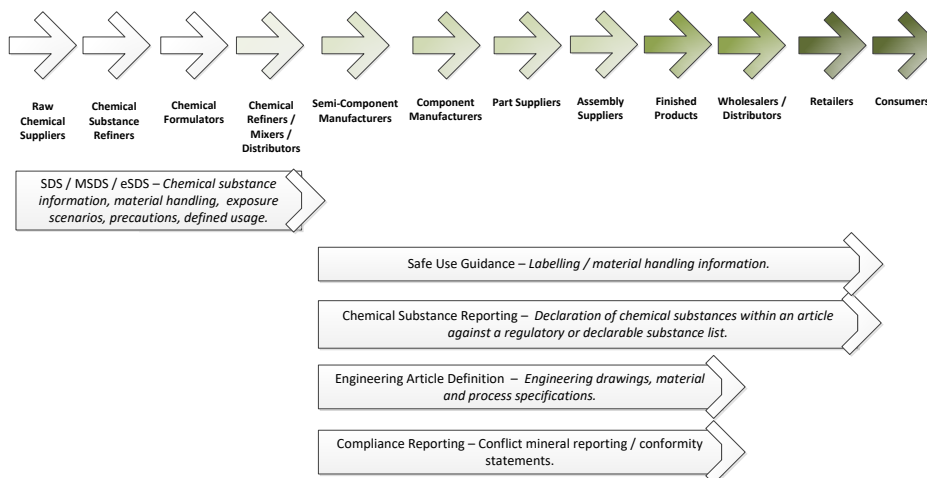 Raw
Chemical
Suppliers
Chemical
Substance
Refiners
Chemical
Formulators
Chemical
Refiners /
Mixers /
Distributors
Semi-Component
Manufacturers
Component
Manufacturers
Part Suppliers
Assembly
Suppliers
Finished
Products
Wholesalers /
Distributors
Retailers
Consumers
SDS / MSDS / eSDS – Chemical substance
information, material handling, exposure
scenarios, precautions, defined usage.
Safe Use Guidance – Labelling / material handling information.
Chemical Substance Reporting – Declaration of chemical substances within an article
against a regulatory or declarable substance list.
Engineering Article Definition – Engineering drawings, material
and process specifications.
Compliance Reporting – Conflict mineral reporting / conformity
statements.